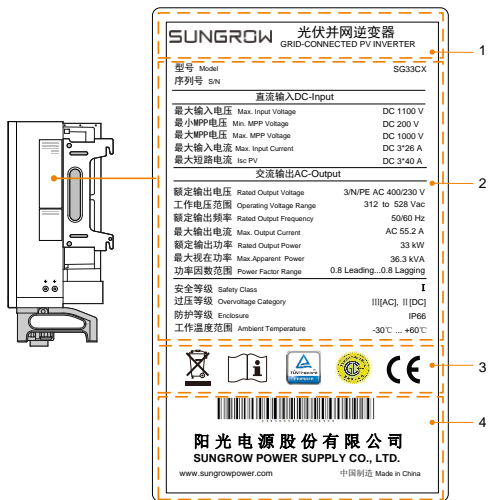 SUNGROW 光伏并网逆变器
GRID-CONNECTED PV INVERTER
型号 Model SG33CX
序列号 S/N
直流输入DC-Input
最大输入电压 Max. Input Voltage DC 1100 V
最小MPP电压 Min. MPP Voltage DC 200 V
最大MPP电压 Max. MPP Voltage DC 1000 V
最大输入电流 Max. Input Current DC 3*26 A
最大短路电流 Isc PV DC 3*40 A
交流输出AC-Output
额定输出电压 Rated Output Voltage 3/N/PE AC 400/230 V
工作电压范围 Operating Voltage Range 312 to 528 Vac
额定输出频率 Rated Output Frequency 50/60 Hz
最大输出电流 Max. Output Current AC 55.2 A
额定输出功率 Rated Output Power 33 kW
最大视在功率 Max.Apparent Power 36.3 kVA
功率因数范围 Power Factor Range 0.8 Leading...0.8 Lagging
安全等级 Safety Class I
过压等级 Overvoltage Category III[AC], II[DC]
防护等级 Enclosure IP66
工作温度范围 Ambient Temperature -30℃ ... +60℃
CE
阳光电源股份有限公司
SUNGROW POWER SUPPLY CO., LTD.
www.sungrowpower.com 中国制造 Made in China
1
2
3
4